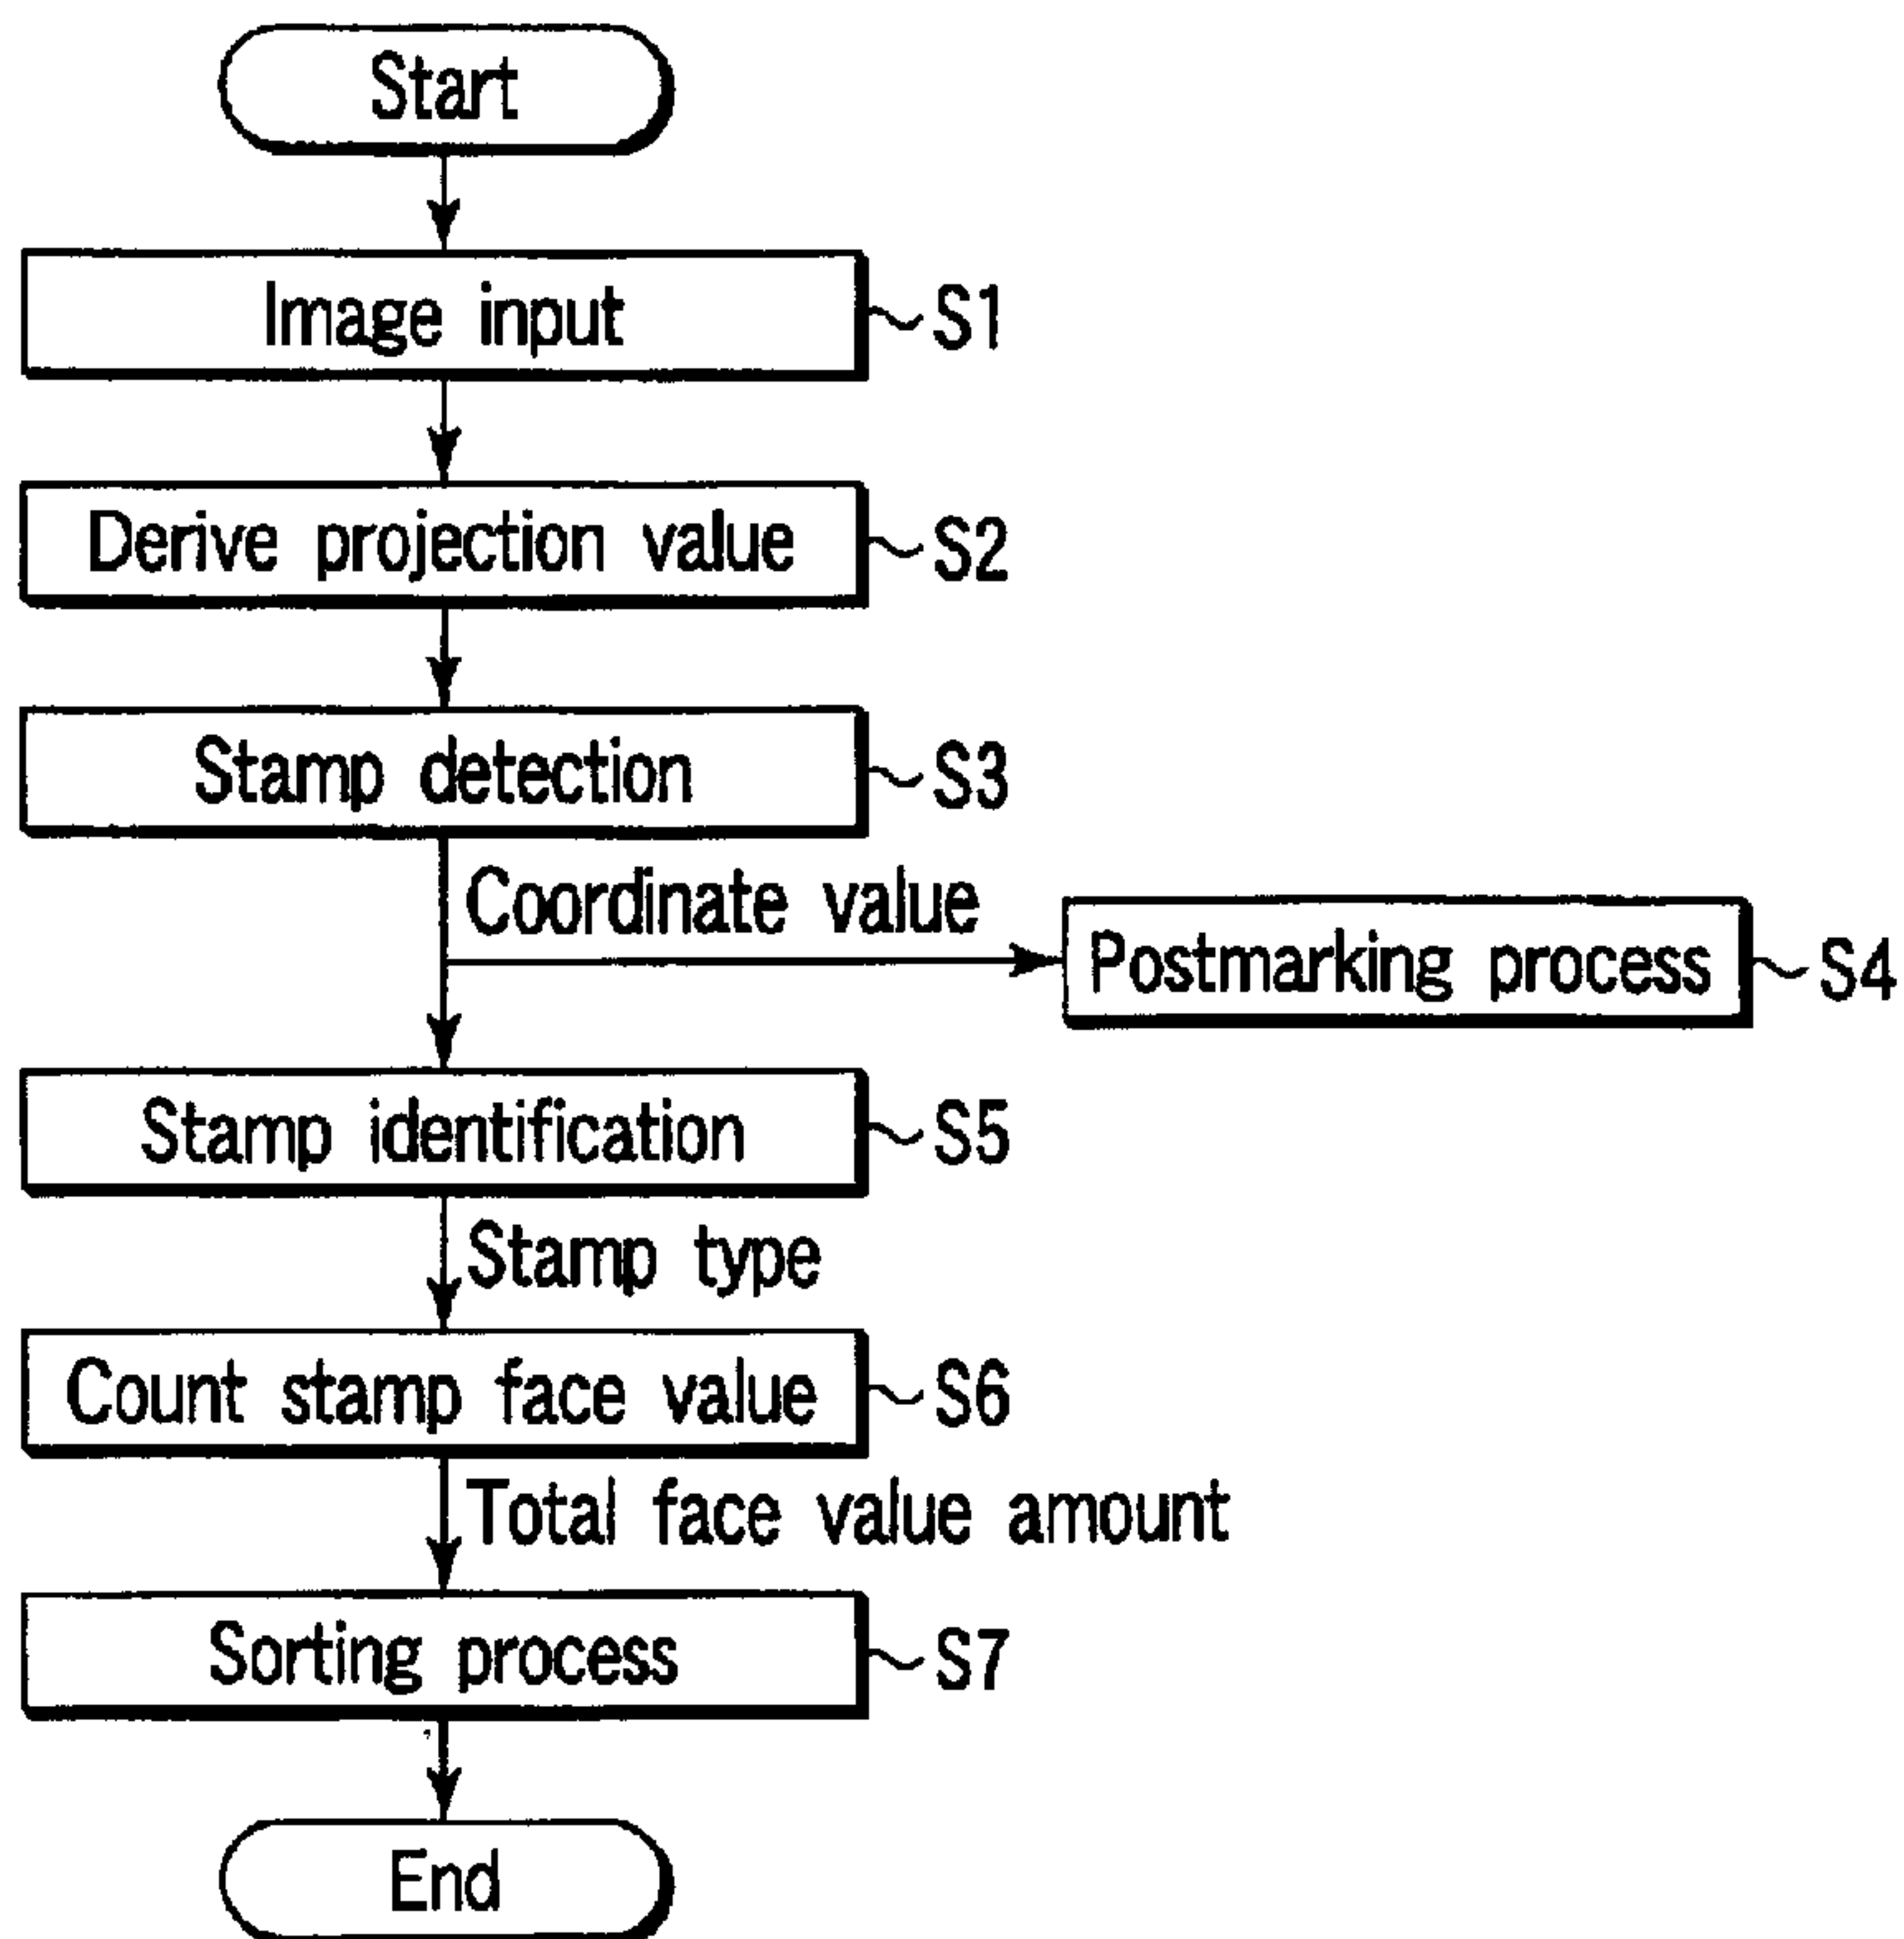 Start
Image input S1
Derive projection value S2
Stamp detection S3
Coordinate value
Postmarking process S4
Stamp identification S5
Stamp type
Count stamp face value S6
Total face value amount
Sorting process S7
End